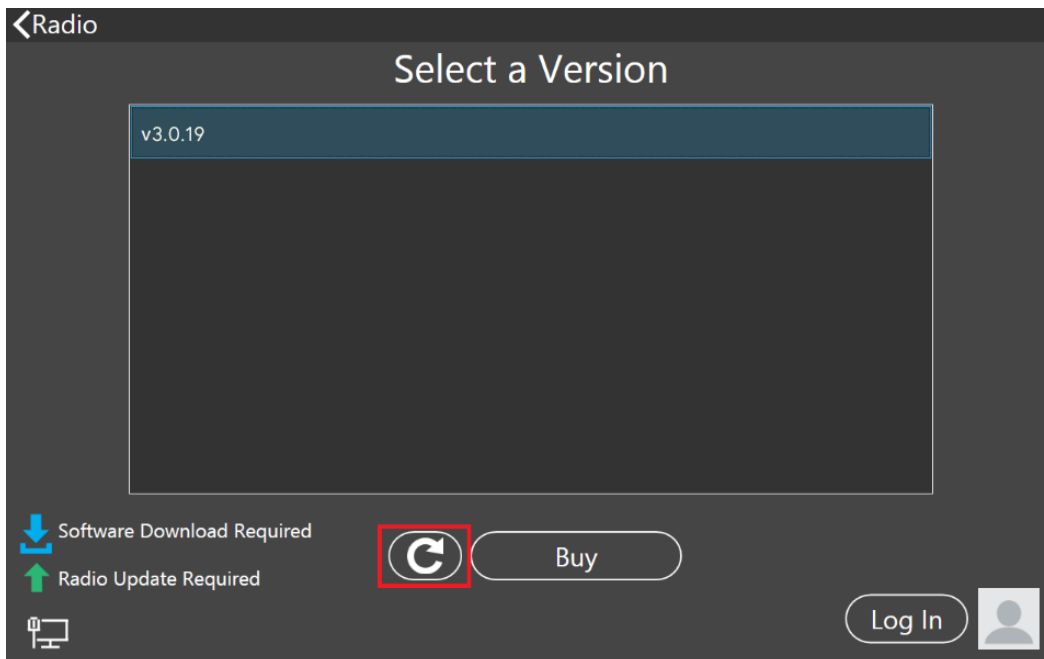 Radio
Select a Version
v3.0.19
Software Download Required
Radio Update Required
Buy
Log In